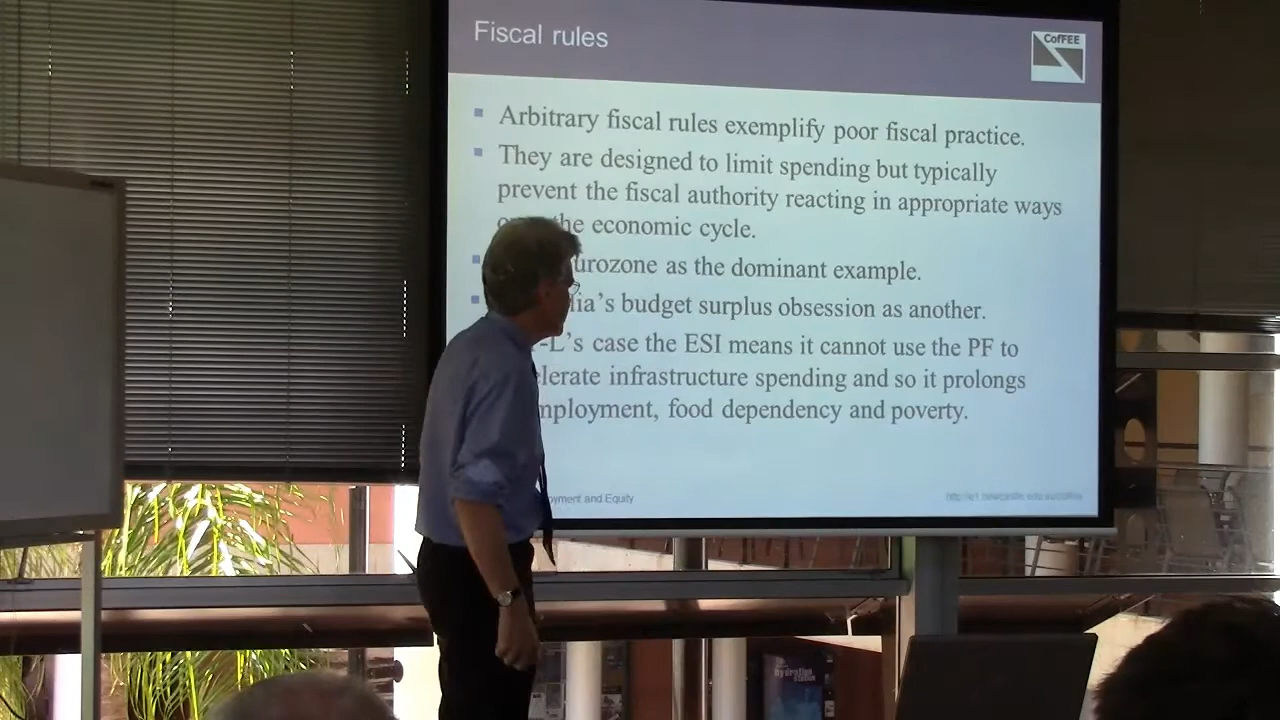 Fiscal rules
CofFEE
Arbitrary fiscal rules exemplify poor fiscal practice.
They are designed to limit spending but typically
prevent the fiscal authority reacting in appropriate ways
the economic cycle.
urozone as the dominant example.
lia's budget surplus obsession as another.
-L's case the ESI means it cannot use the PF to
lerate infrastructure spending and so it prolongs
mployment, food dependency and poverty.
oyment and Equity
hydration
STATION